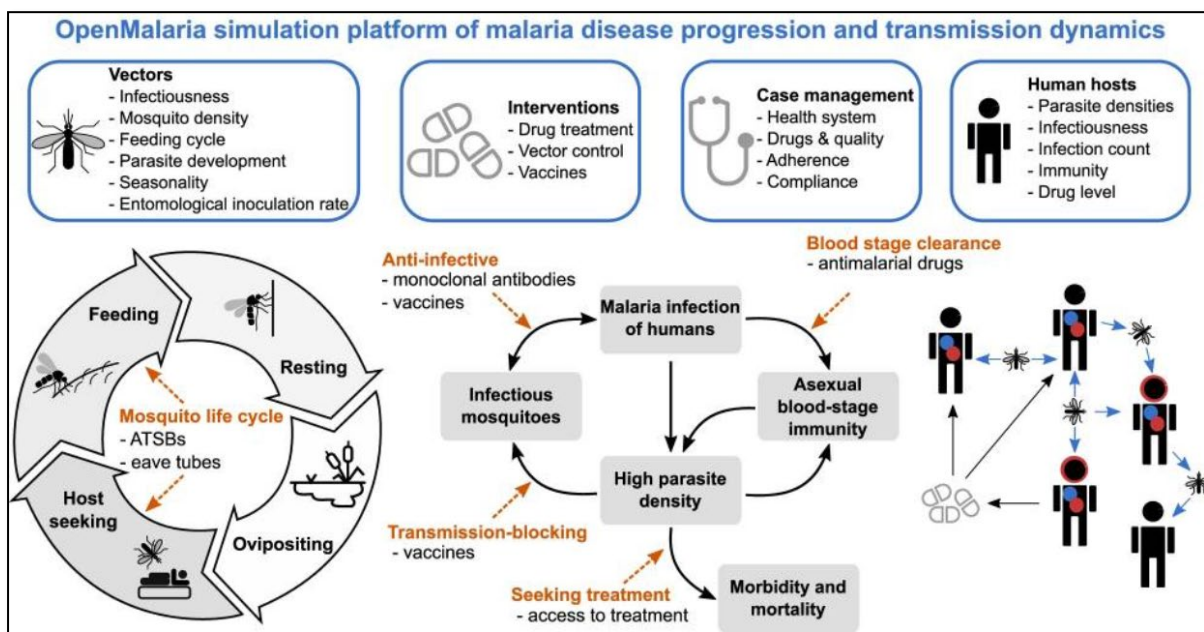 OpenMalaria simulation platform of malaria disease progression and transmission dynamics
Vectors
- Infectiousness
- Mosquito density
- Feeding cycle
- Parasite development
- Seasonality
- Entomological inoculation rate
Interventions
- Drug treatment
- Vector control
- Vaccines
Case management
- Health system
- Drugs & quality
- Adherence
- Compliance
Human hosts
- Parasite densities
- Infectiousness
- Infection count
- Immunity
- Drug level
Feeding
Resting
Mosquito life cycle
- ATSBs
- eave tubes
Host
seeking
Ovipositing
Anti-infective
- monoclonal antibodies
- vaccines
Blood stage clearance
- antimalarial drugs
Malaria infection
of humans
Infectious
mosquitoes
Asexual
blood-stage
immunity
High parasite
density
Transmission-blocking
- vaccines
Seeking treatment
- access to treatment
Morbidity and
mortality